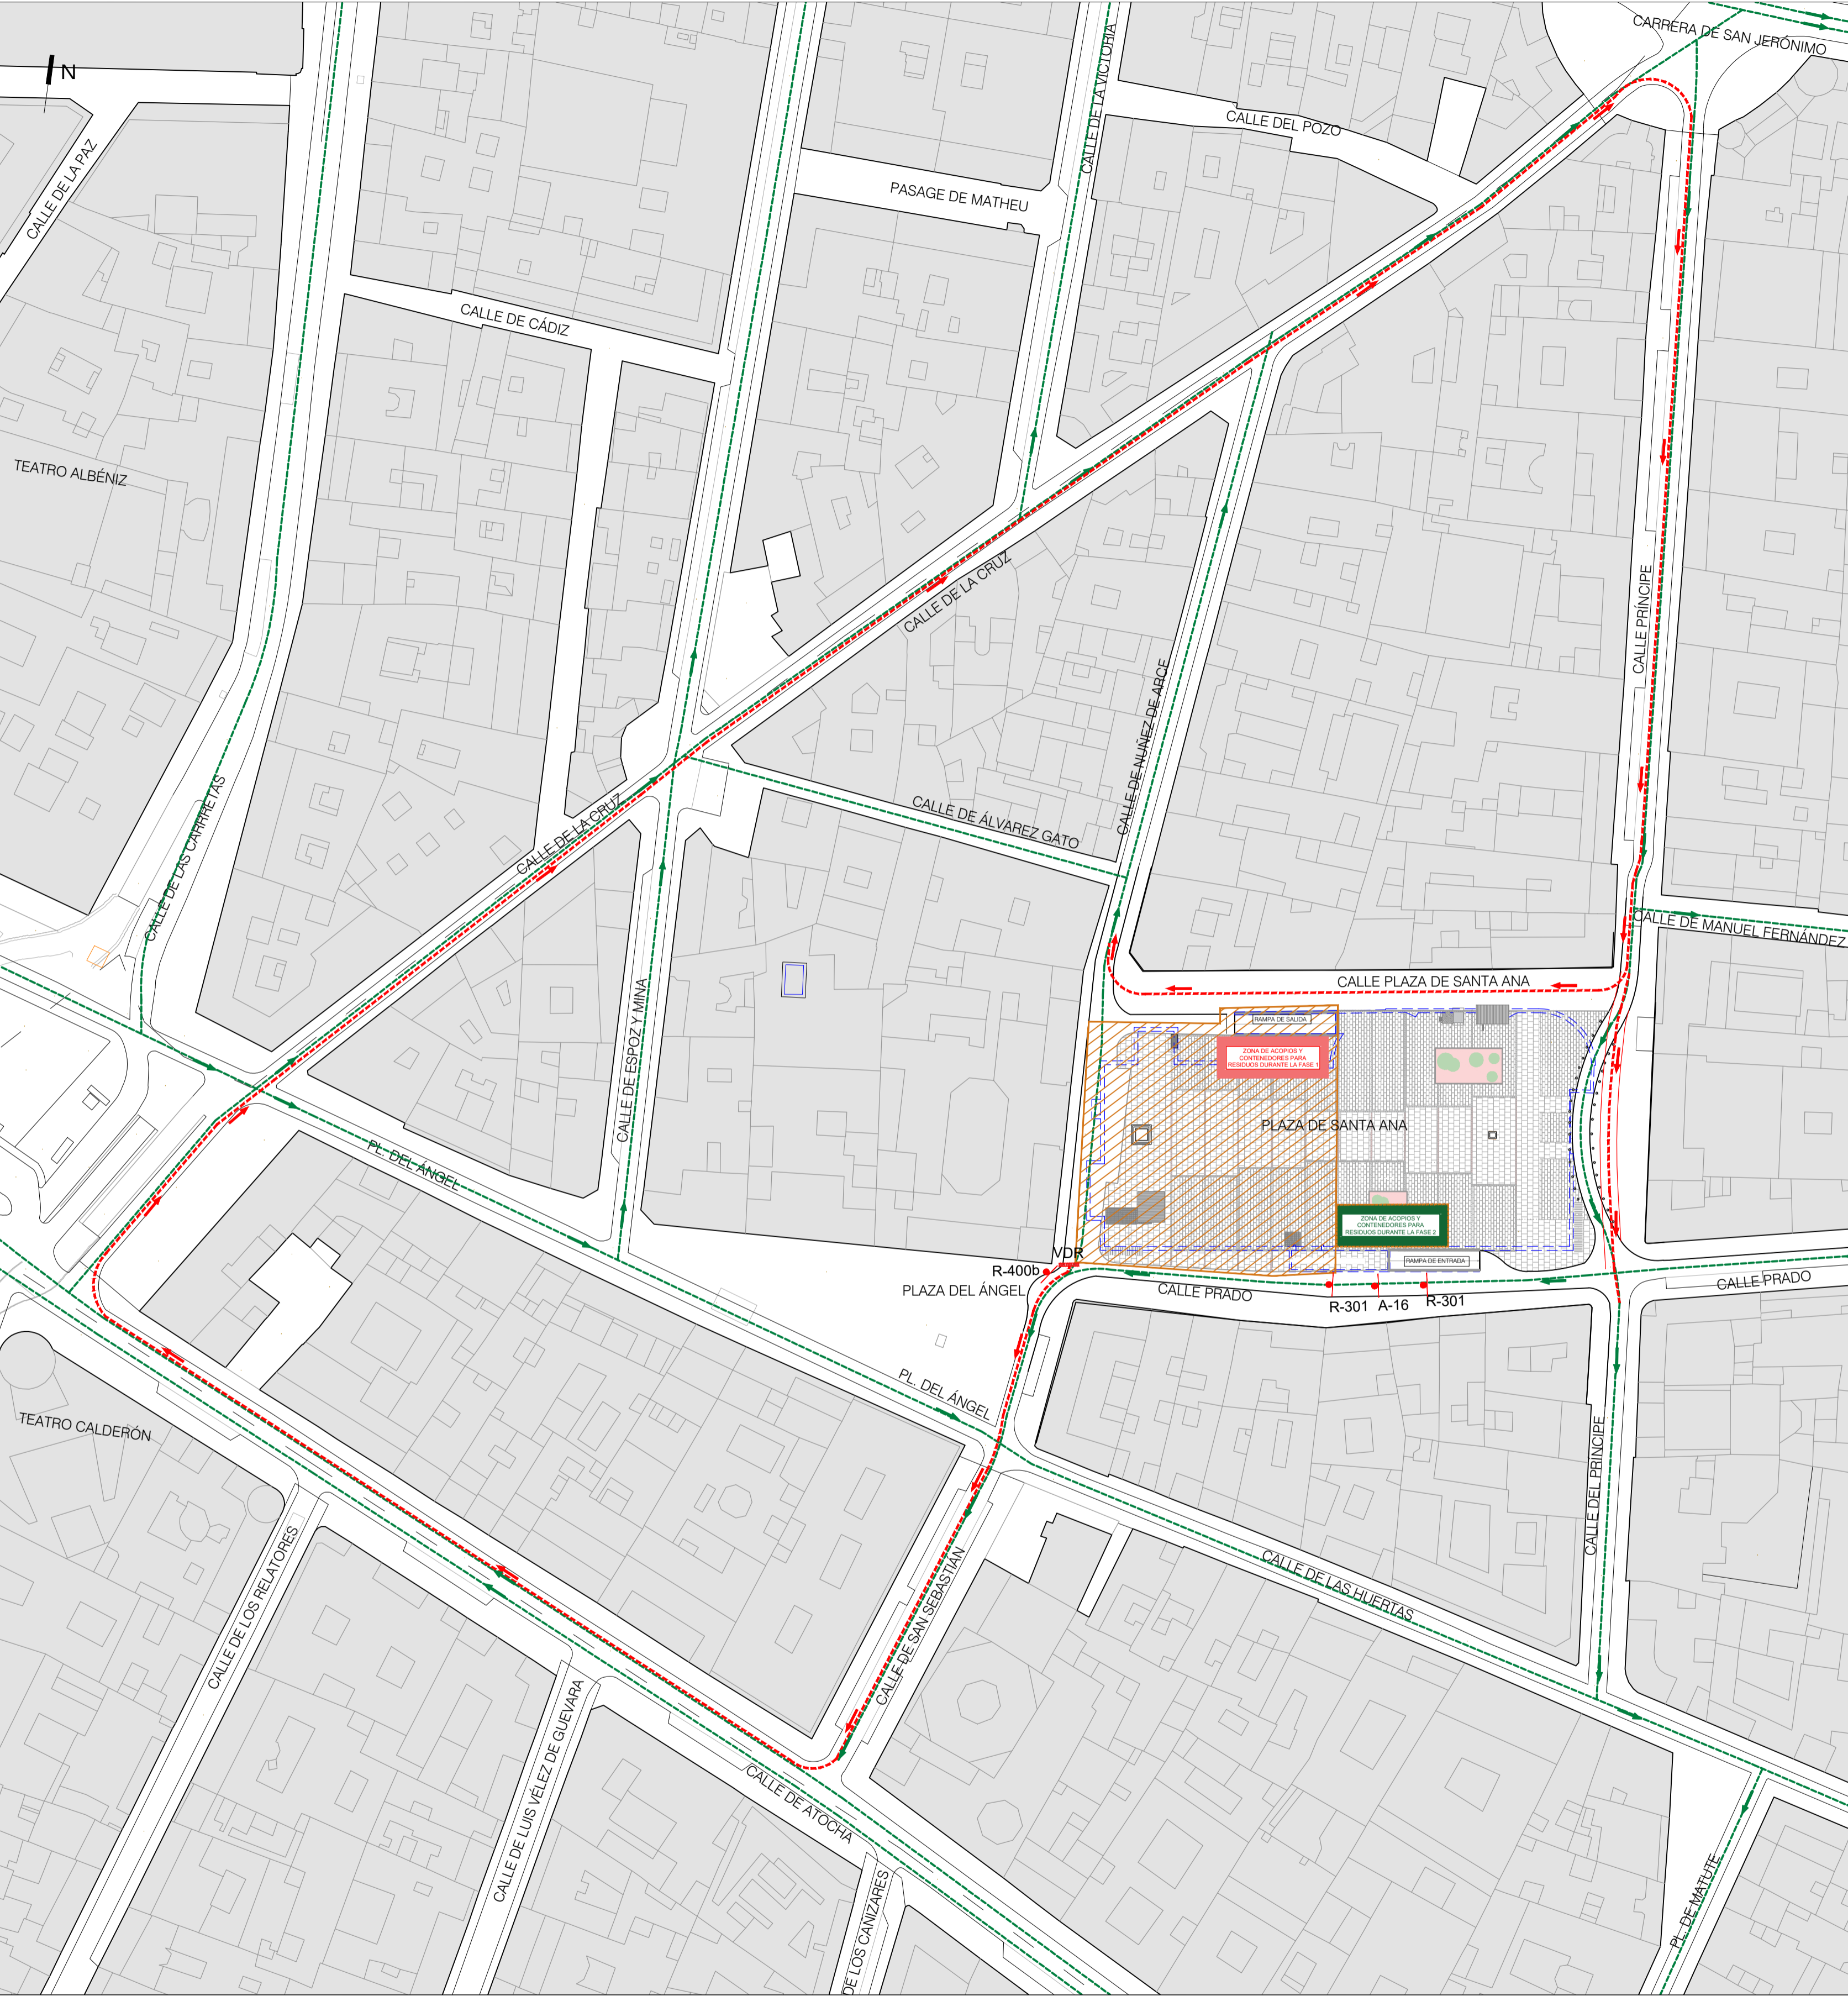 CARRERA DE SAN JERÓNIMO
N
CALLE DE LA VICTORIA
CALLE DEL POZO
CALLE DE LA PAZ
PASAGE DE MATHEU
CALLE DE CÁDIZ
TEATRO ALBÉNIZ
CALLE DE LA CRUZ
CALLE PRÍNCIPE
CALLE DE NUÑEZ DE ARCE
CALLE DE LAS CARRRETAS
CALLE DE LA CRUZ
CALLE DE ÁLVAREZ GATO
CALLE DE MANUEL FERNÁNDEZ
CALLE PLAZA DE SANTA ANA
RAMPA DE SALIDA
ZONA DE ACOPIOS Y
CONTENEDORES PARA
RESIDUOS DURANTE LA FASE 1
CALLE DE ESPOZ Y MINA
PLAZA DE SANTA ANA
PL. DEL ÁNGEL
ZONA DE ACOPIOS Y
CONTENEDORES PARA
RESIDUOS DURANTE LA FASE 2
RAMPA DE ENTRADA
VDR
R-400b
PLAZA DEL ÁNGEL
CALLE PRADO
CALLE PRADO
R-301
A-16
R-301
PL. DEL ÁNGEL
TEATRO CALDERÓN
CALLE DEL PRINCIPE
CALLE DE LAS HUERTAS
CALLE DE LOS RELATORES
CALLE DE SAN SEBASTIÁN
CALLE DE LUIS VÉLEZ DE GUEVARA
CALLE DE ATOCHA
DE LOS CANIZARES
PL. DE MATUTE